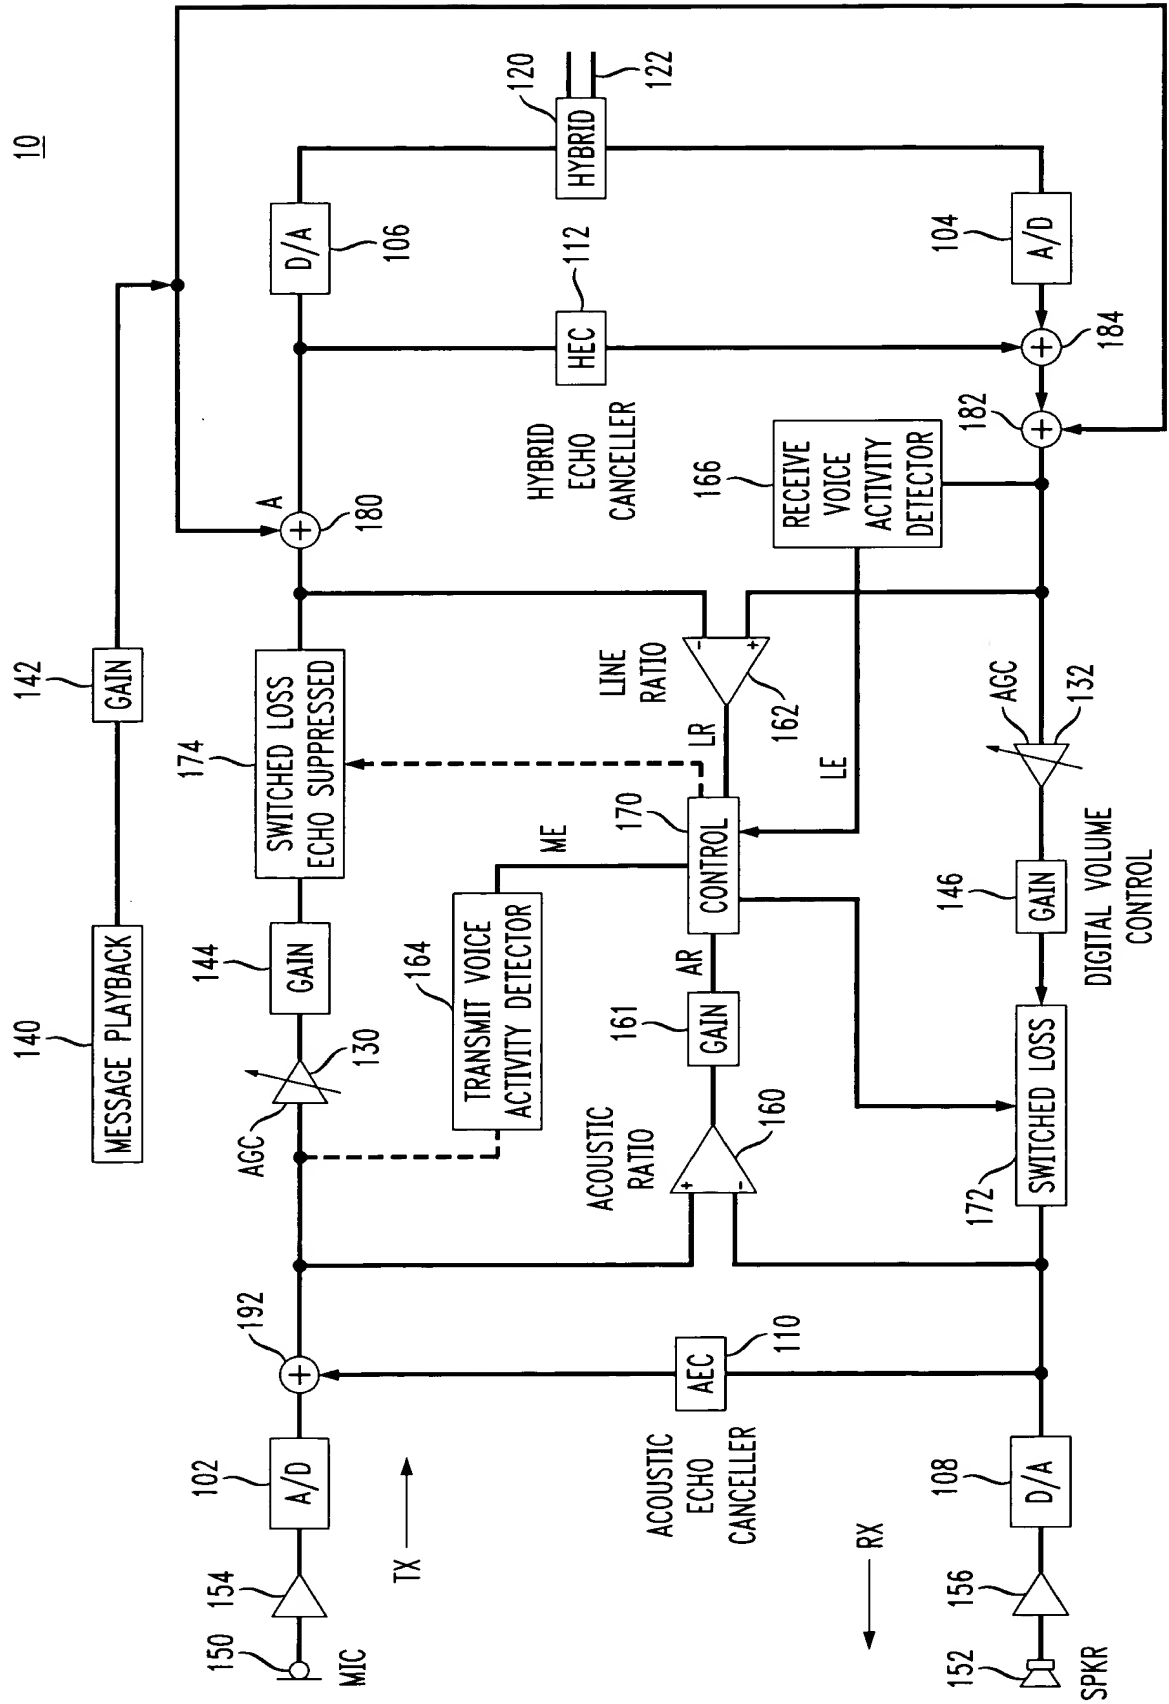 10
140
MESSAGE PLAYBACK
142
GAIN
150
MIC
154
102
A/D
TX
192
+
AGC
130
144
GAIN
174
SWITCHED LOSS
ECHO SUPPRESSED
180
+
A
D/A
106
164
TRANSMIT VOICE
ACTIVITY DETECTOR
ME
HYBRID
ECHO
CANCELLER
HEC
112
HYBRID
120
122
ACOUSTIC
ECHO
CANCELLER
AEC
110
ACOUSTIC
RATIO
+
-
160
161
GAIN
AR
170
CONTROL
LR
LINE
RATIO
-
+
162
LE
166
RECEIVE
VOICE
ACTIVITY
DETECTOR
RX
152
SPKR
156
108
D/A
172
SWITCHED LOSS
146
GAIN
DIGITAL VOLUME
CONTROL
AGC
132
182
+
184
+
104
A/D